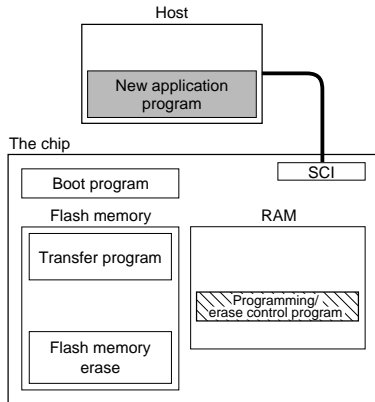 Host
New application
program
The chip
SCI
Boot program
Flash memory
RAM
Transfer program
Programming/
erase control program
Flash memory
erase